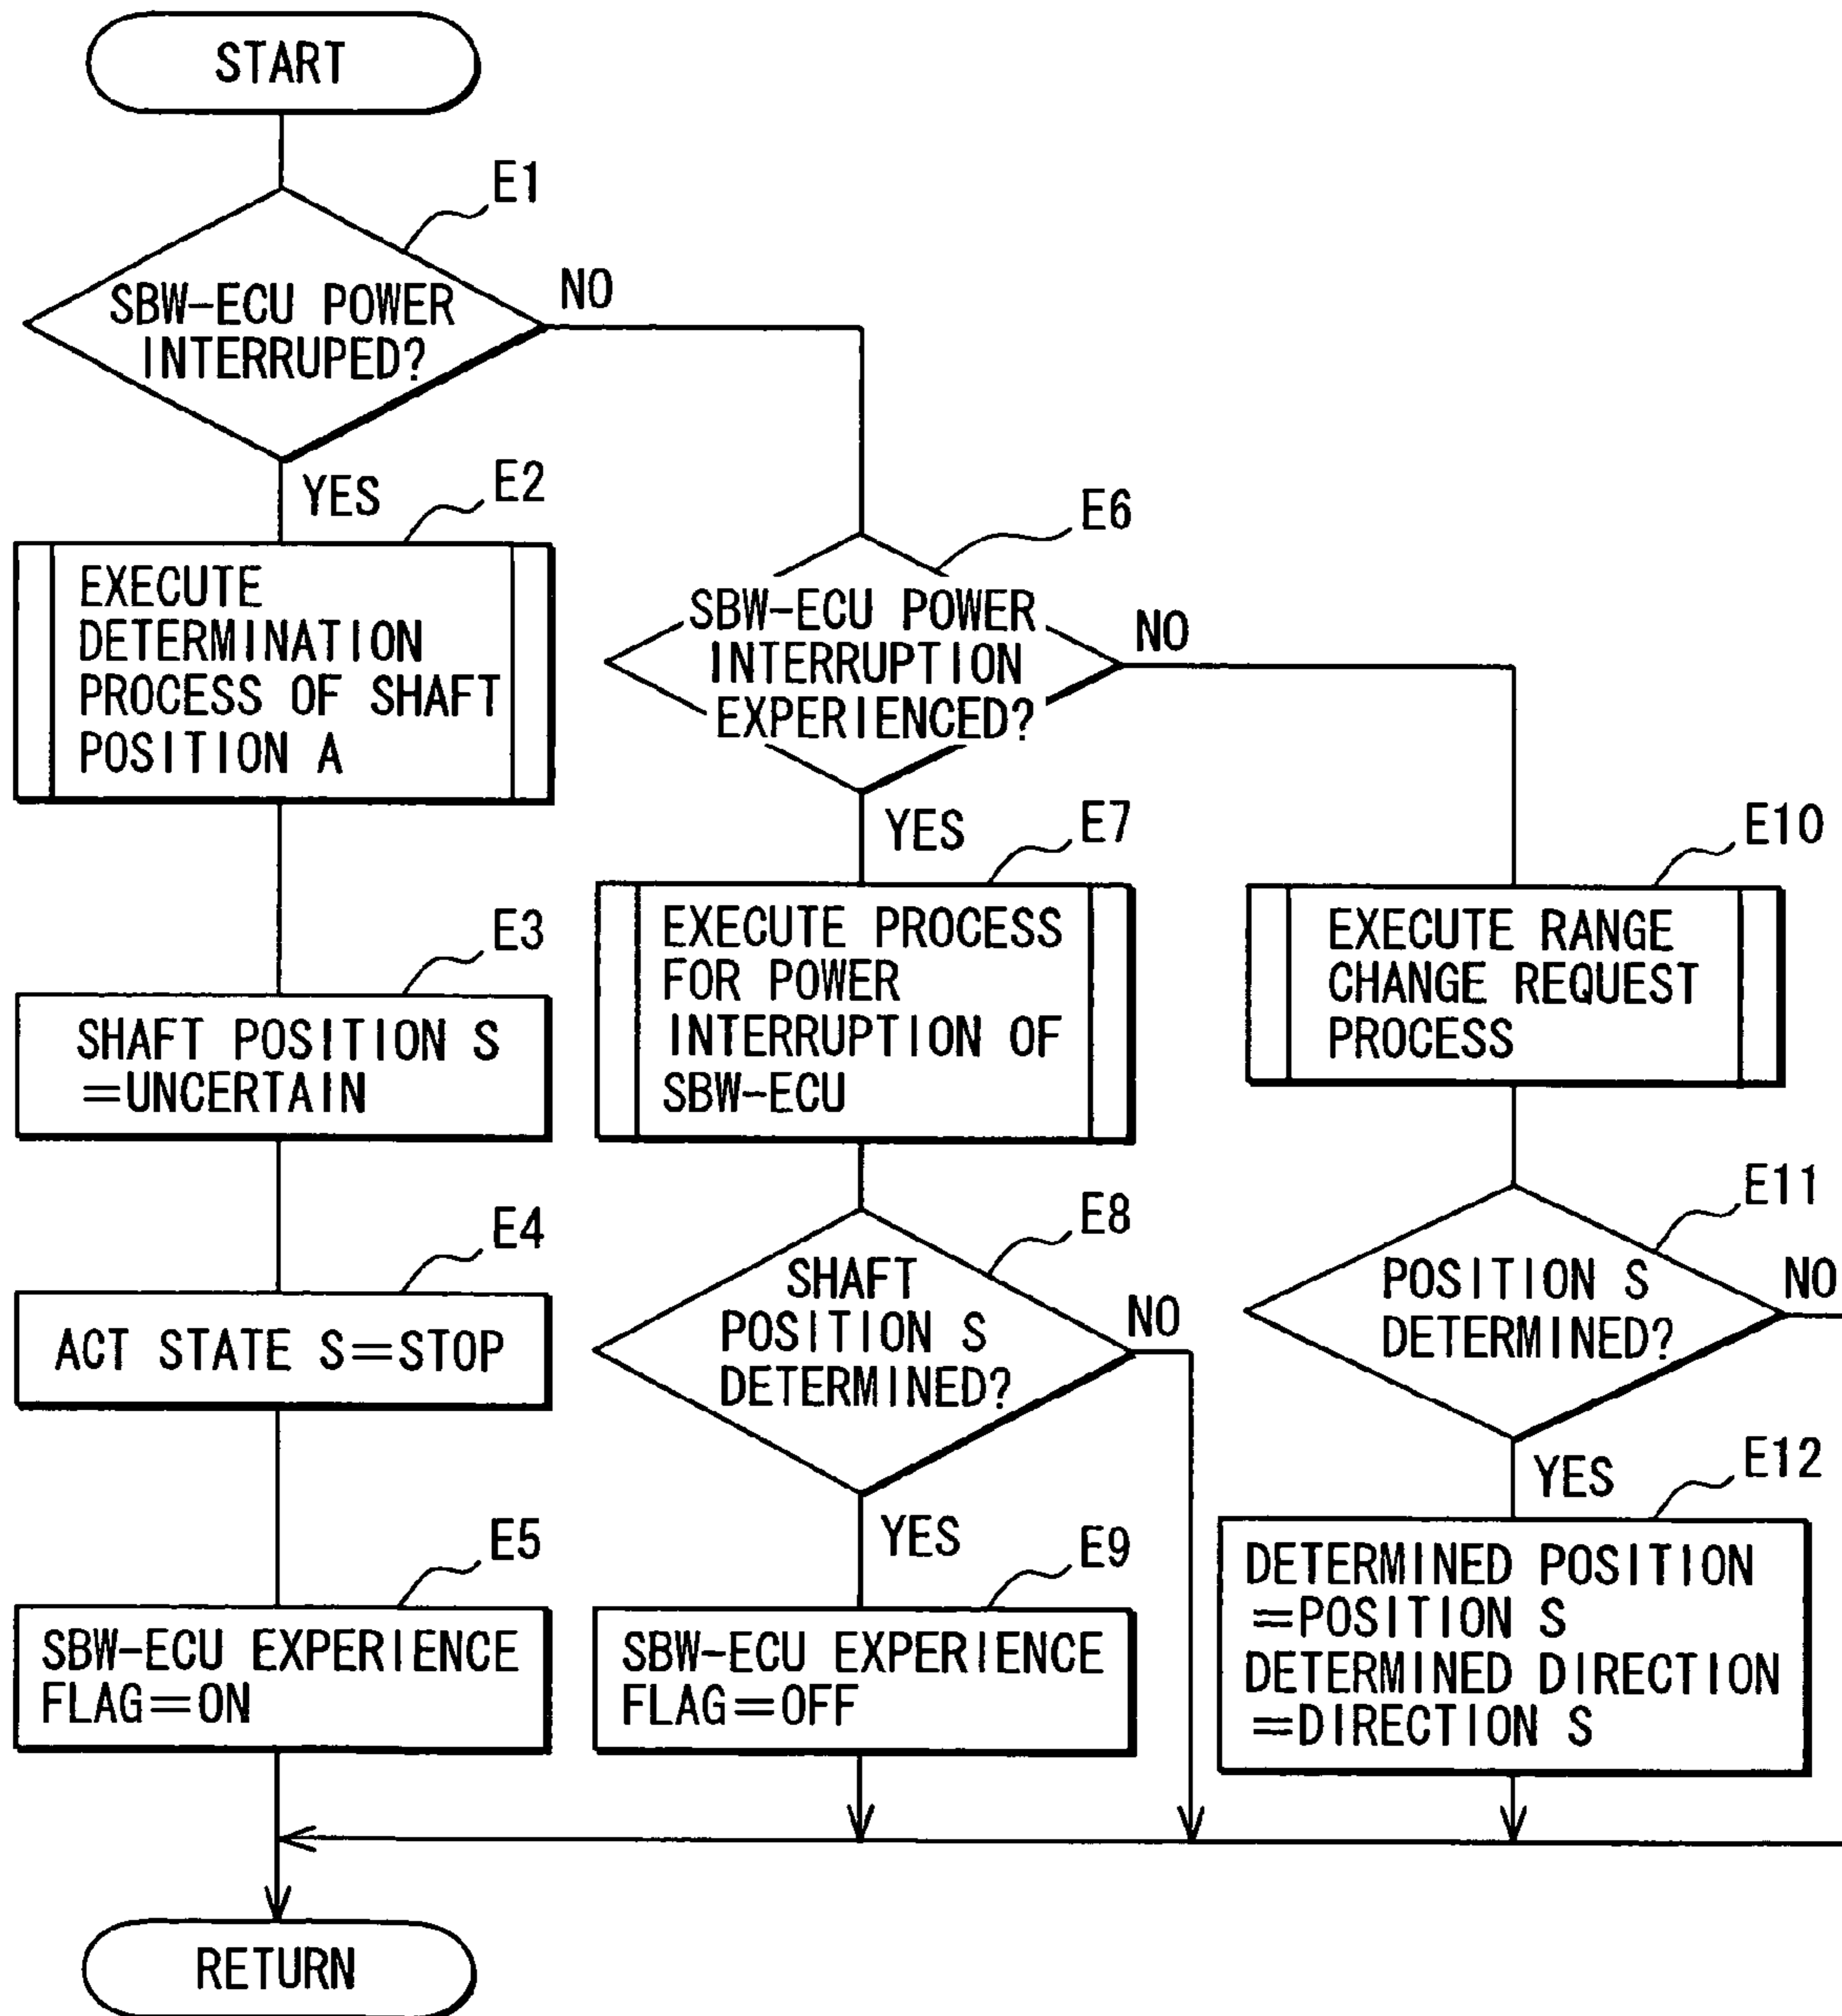 START
E1
SBW-ECU POWER
INTERRUPED?
NO
YES
E2
EXECUTE
DETERMINATION
PROCESS OF SHAFT
POSITION A
E3
SHAFT POSITION S
=UNCERTAIN
E4
ACT STATE S=STOP
E5
SBW-ECU EXPERIENCE
FLAG=ON
E6
SBW-ECU POWER
INTERRUPTION
EXPERIENCED?
NO
YES
E7
EXECUTE PROCESS
FOR POWER
INTERRUPTION OF
SBW-ECU
E8
SHAFT
POSITION S
DETERMINED?
NO
YES
E9
SBW-ECU EXPERIENCE
FLAG=OFF
E10
EXECUTE RANGE
CHANGE REQUEST
PROCESS
E11
POSITION S
DETERMINED?
NO
YES
E12
DETERMINED POSITION
=POSITION S
DETERMINED DIRECTION
=DIRECTION S
RETURN